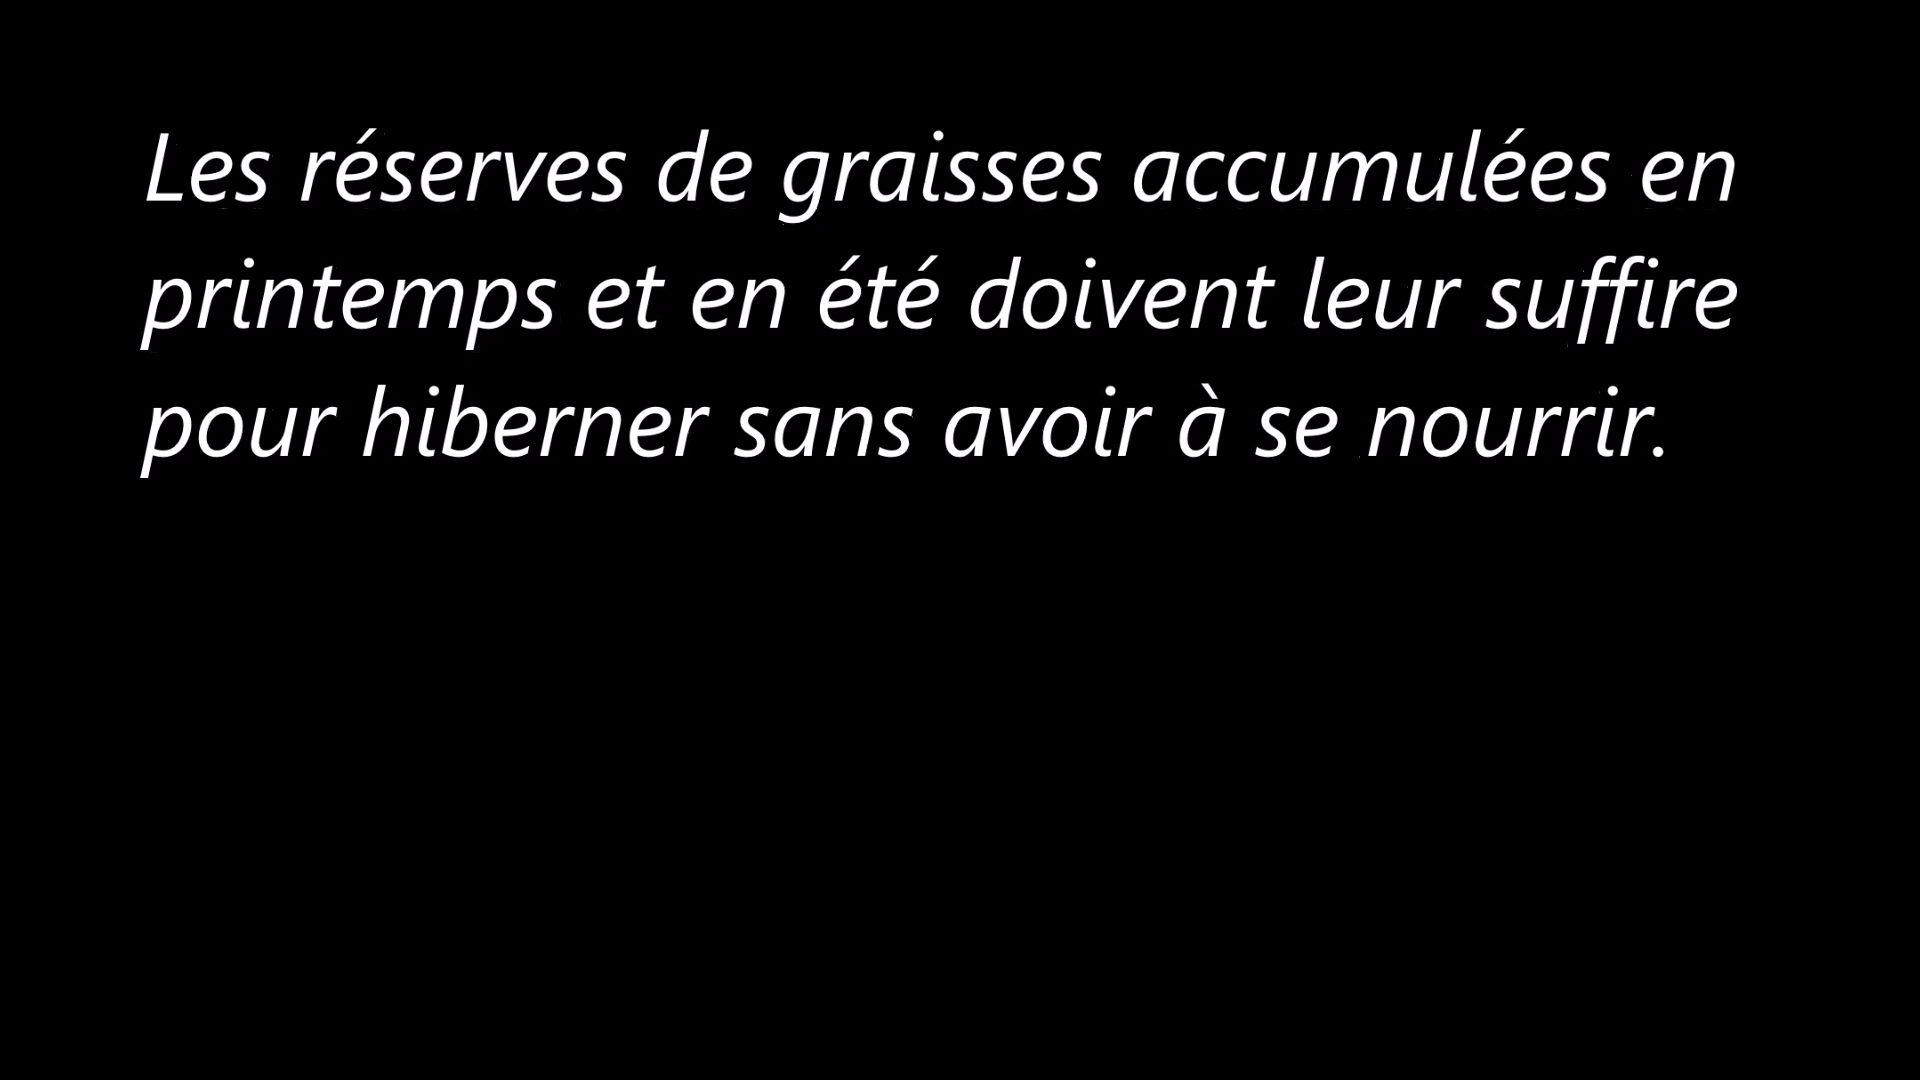 Les réserves de graisses accumulées en
printemps et en été doivent leur suffire
pour hiberner sans avoir à se nourrir.